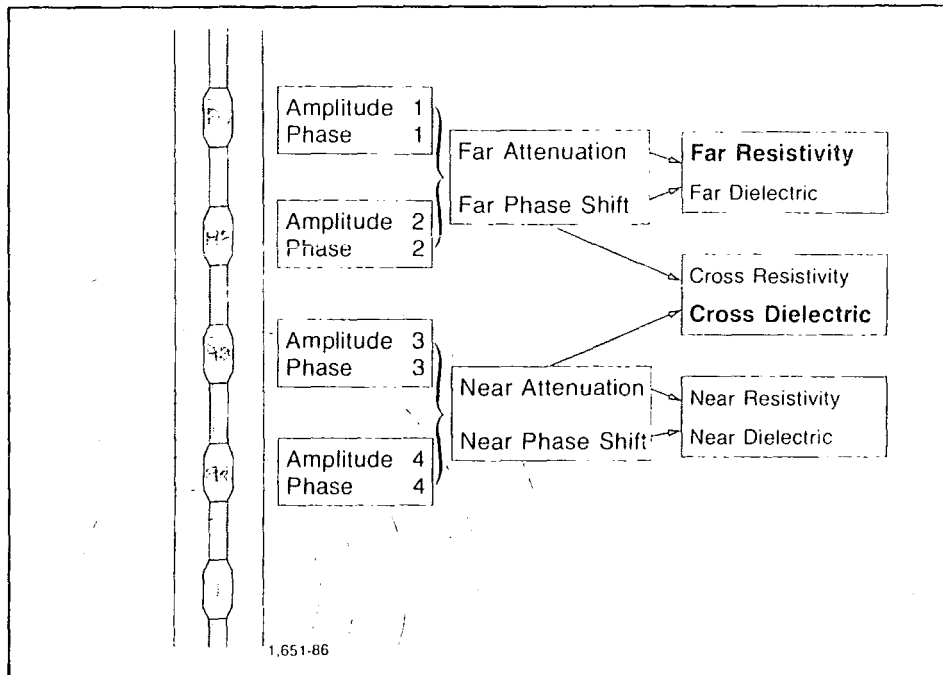 Amplitude 1
Phase 1
Amplitude 2
Phase 2
Amplitude 3
Phase 3
Amplitude 4
Phase 4
Far Attenuation
Far Phase Shift
Near Attenuation
Near Phase Shift
Far Resistivity
Far Dielectric
Cross Resistivity
Cross Dielectric
Near Resistivity
Near Dielectric
1,651-86